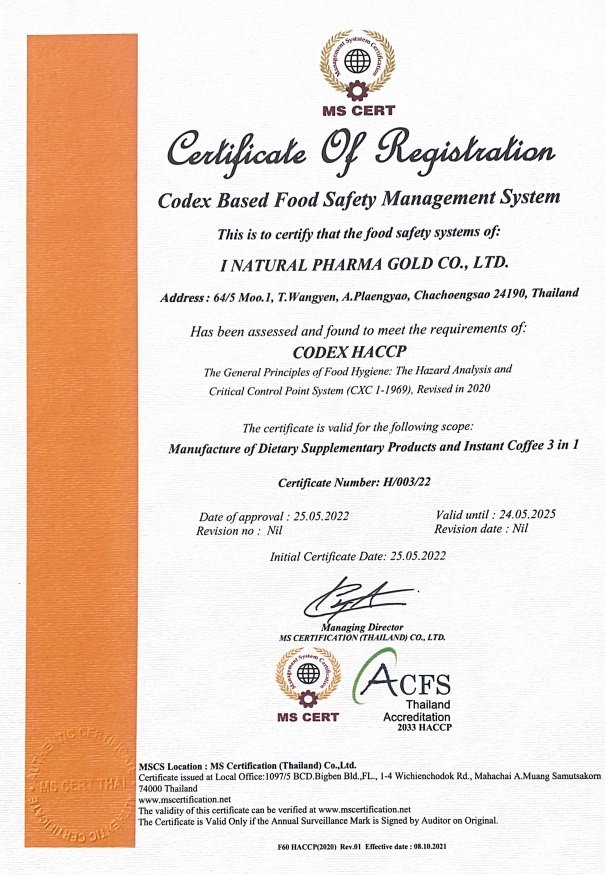 Management System Certification
MS CERT
Certificate Of Registration
Codex Based Food Safety Management System
This is to certify that the food safety systems of:
I NATURAL PHARMA GOLD CO., LTD.
Address : 64/5 Moo.1, T.Wangyen, A.Plaengyao, Chachoengsao 24190, Thailand
Has been assessed and found to meet the requirements of:
CODEX HACCP
The General Principles of Food Hygiene: The Hazard Analysis and
Critical Control Point System (CXC 1-1969), Revised in 2020
The certificate is valid for the following scope:
Manufacture of Dietary Supplementary Products and Instant Coffee 3 in 1
Certificate Number: H/003/22
Date of approval : 25.05.2022 Valid until : 24.05.2025
Revision no : Nil Revision date : Nil
Initial Certificate Date: 25.05.2022
Managing Director
MS CERTIFICATION (THAILAND) CO., LTD.
Management System Certification
MS CERT
ACFS
Thailand
Accreditation
2033 HACCP
AUTHENTIC CERTIFICATE
MS CERT THAI
AUTHENTIC CERTIFICATE
MSCS Location : MS Certification (Thailand) Co.,Ltd.
Certificate issued at Local Office:1097/5 BCD.Bigben Bld.,FL., 1-4 Wichienchodok Rd., Mahachai A.Muang Samutsakorn
74000 Thailand
www.mscertification.net
The validity of this certificate can be verified at www.mscertification.net
The Certificate is Valid Only if the Annual Surveillance Mark is Signed by Auditor on Original.
F60 HACCP(2020) Rev.01 Effective date : 08.10.2021